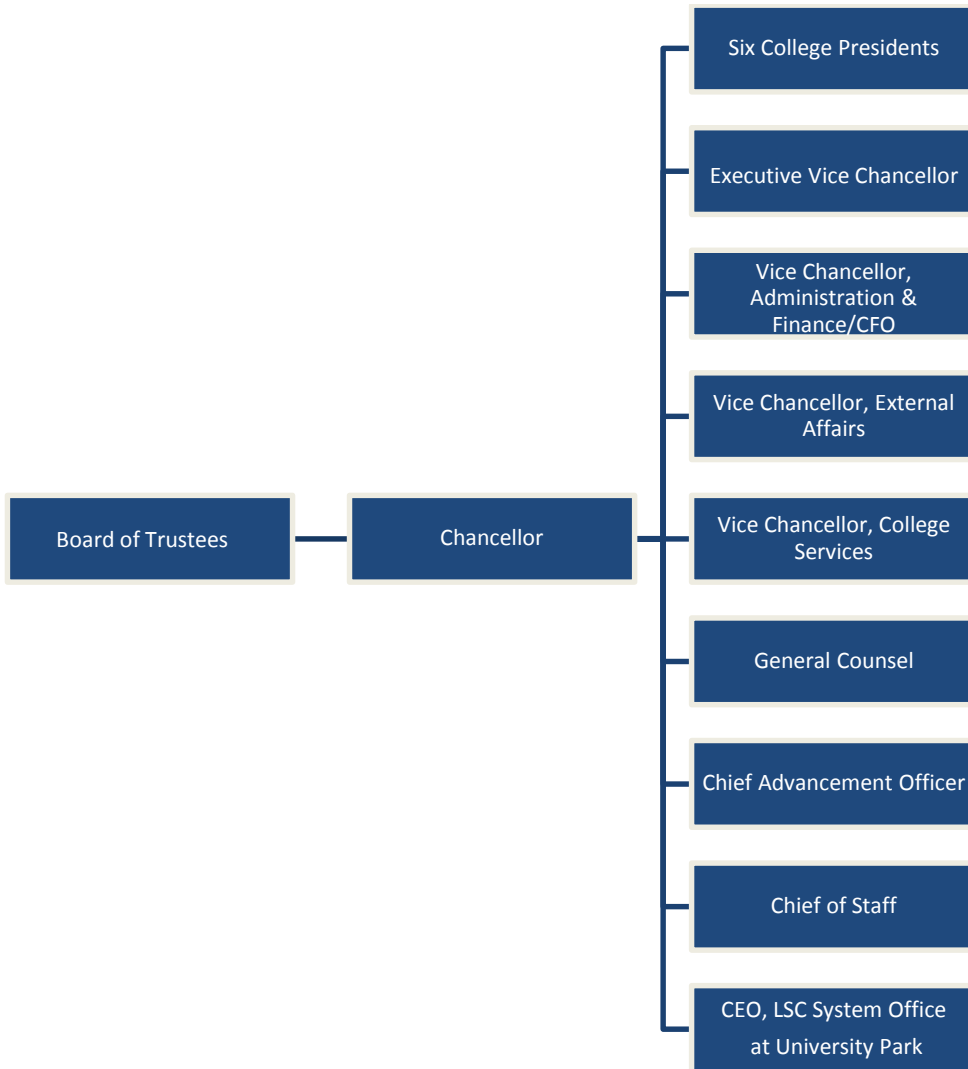 Six College Presidents
Executive Vice Chancellor
Vice Chancellor,
Administration &
Finance/CFO
Vice Chancellor, External
Affairs
Board of Trustees
Chancellor
Vice Chancellor, College
Services
General Counsel
Chief Advancement Officer
Chief of Staff
CEO, LSC System Office
at University Park